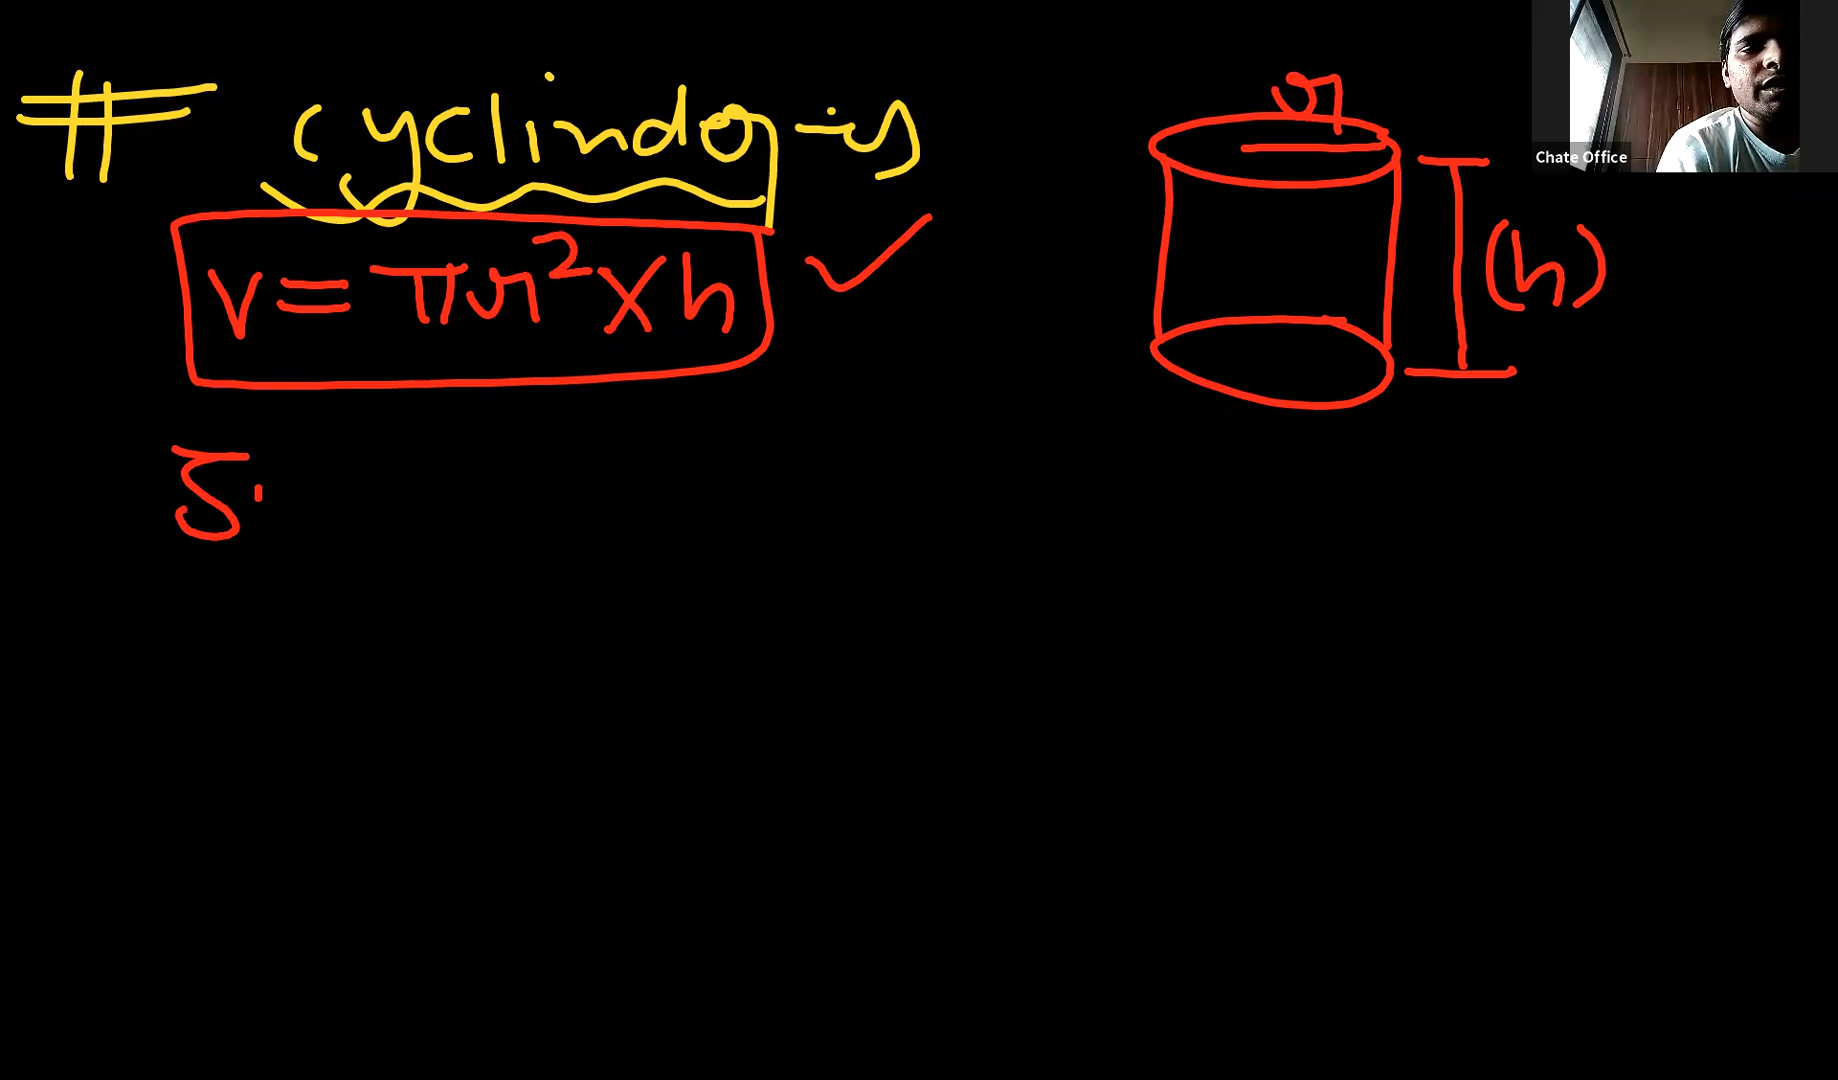 # cyclinder :-
r
V = πr² × h
(h)
S.
Chate Office